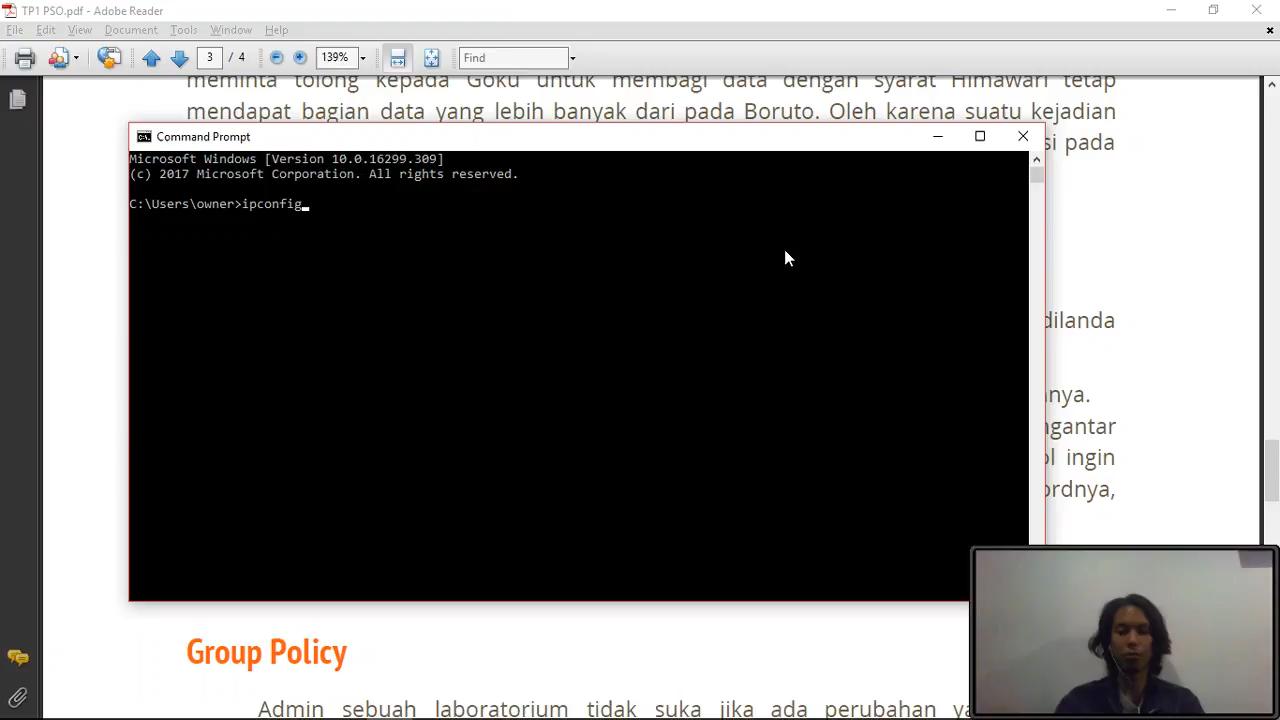 TP1 PSO.pdf - Adobe Reader
File Edit View Document Tools Window Help
3 / 4 139% Find
meminta tolong kepada Goku untuk membagi data dengan syarat Himawari tetap
mendapat bagian data yang lebih banyak dari pada Boruto. Oleh karena suatu kejadian
si pada
Command Prompt
Microsoft Windows [Version 10.0.16299.309]
(c) 2017 Microsoft Corporation. All rights reserved.
C:\Users\owner>ipconfig_
dilanda
nya.
ngantar
ol ingin
ordnya,
Group Policy
Admin sebuah laboratorium tidak suka jika ada perubahan ya